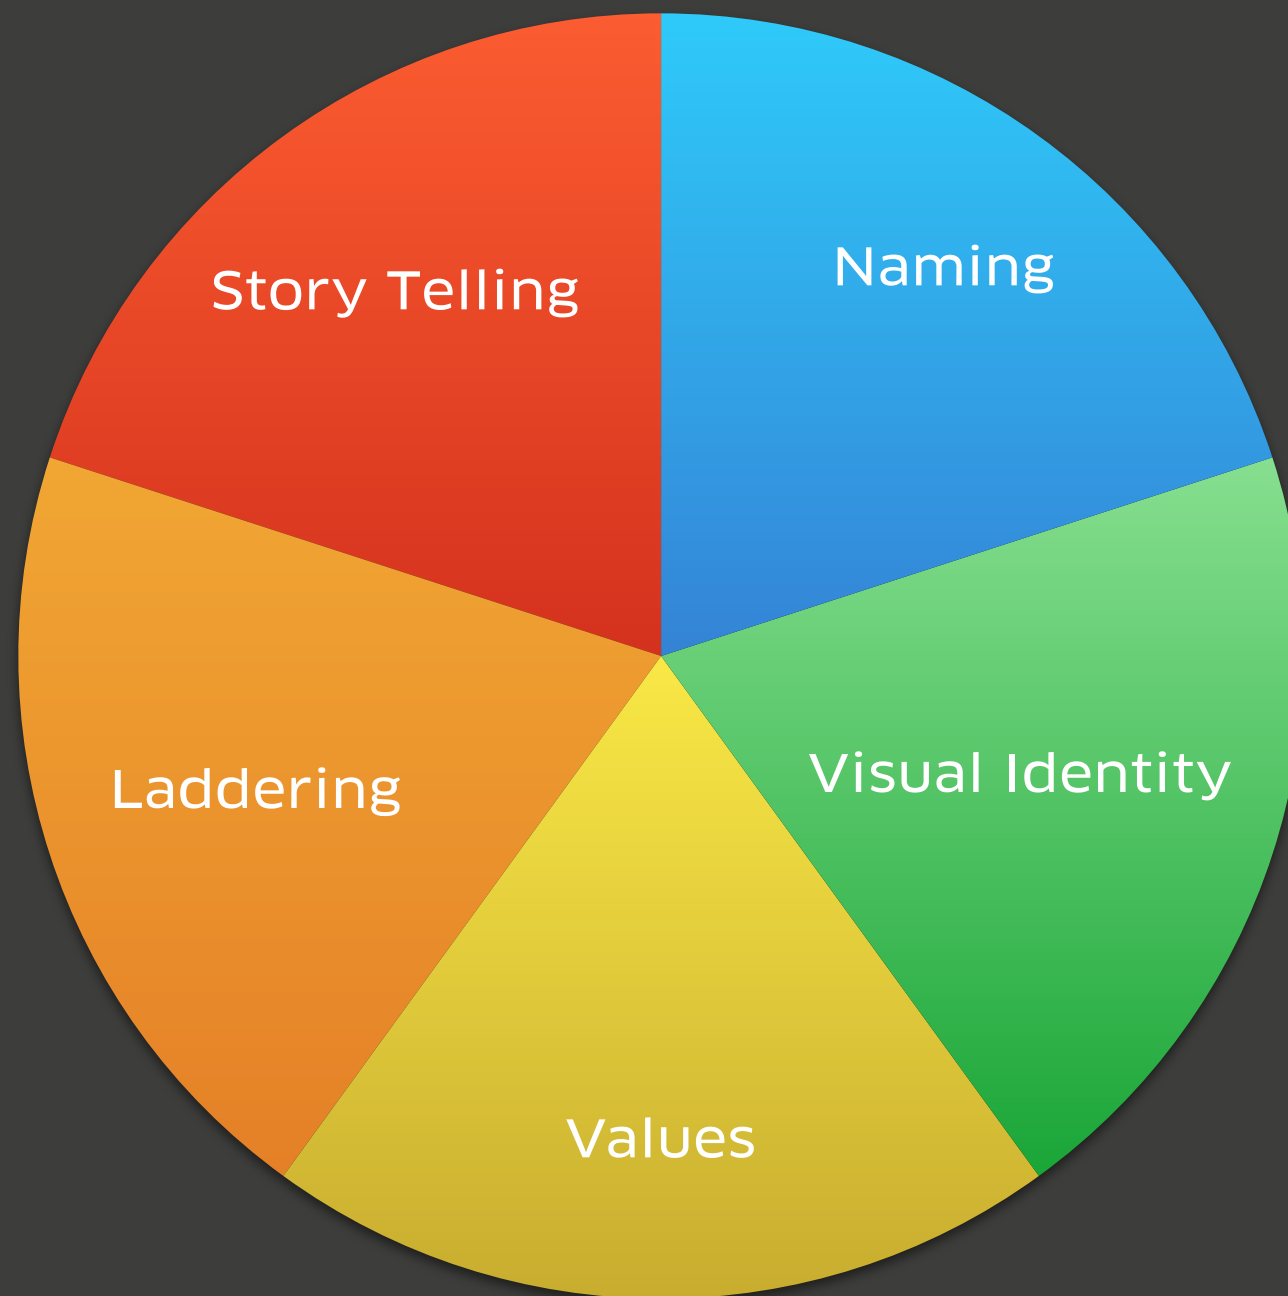 Naming
Story Telling
Visual Identity
Laddering
Values